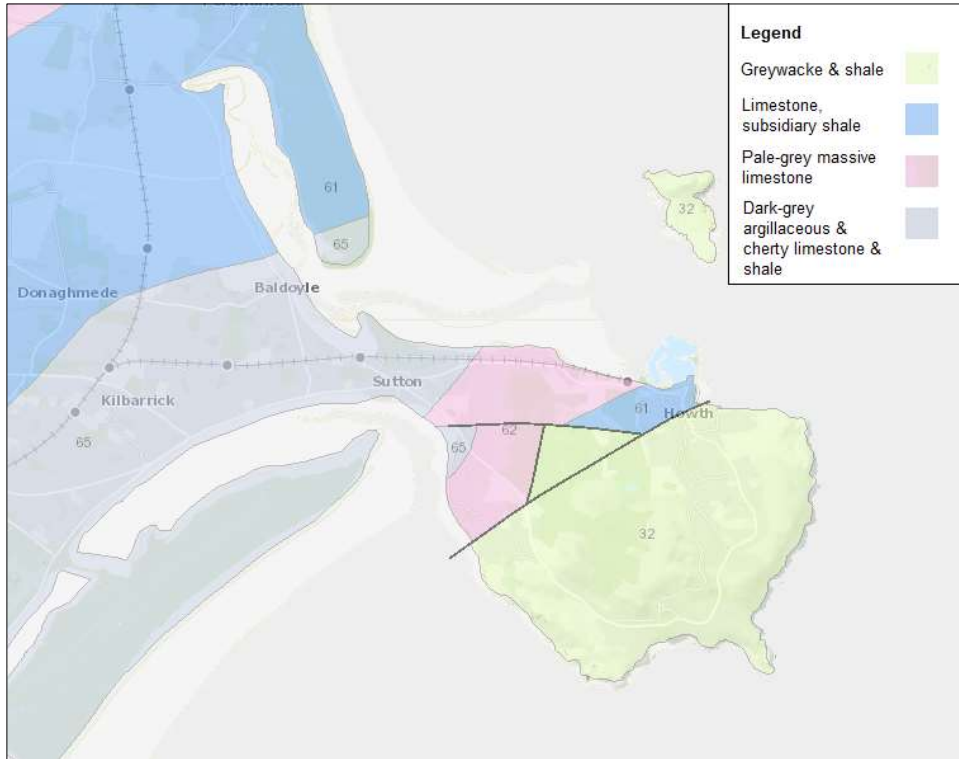 Legend
Greywacke & shale
Limestone,
subsidiary shale
Pale-grey massive
limestone
Dark-grey
argillaceous &
cherty limestone &
shale
61
32
65
Donaghmede
Baldoyle
Sutton
Kilbarrick
61
Howth
62
65
65
32